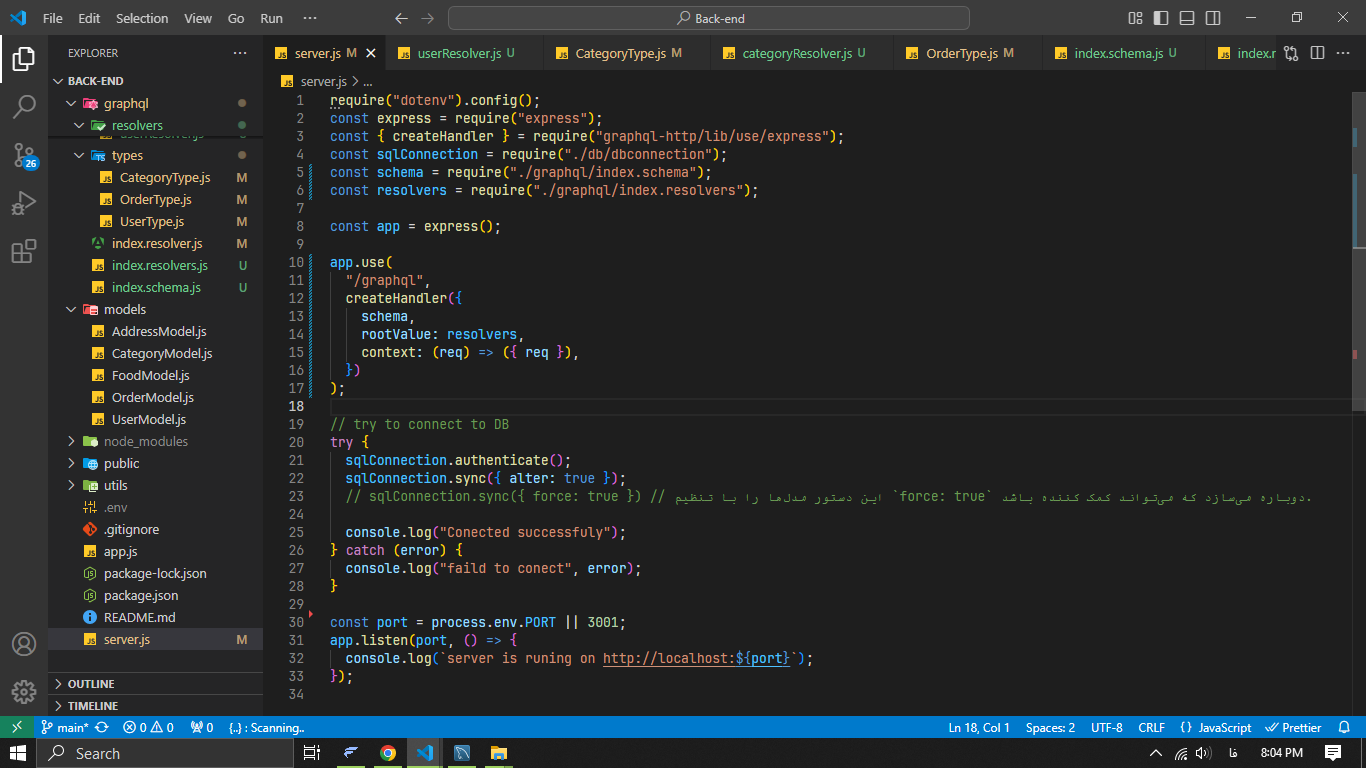 File Edit Selection View Go Run ··· Back-end
EXPLORER ···
BACK-END
graphql
resolvers
types
CategoryType.js M
OrderType.js M
UserType.js M
index.resolver.js M
index.resolvers.js U
index.schema.js U
models
AddressModel.js
CategoryModel.js
FoodModel.js
OrderModel.js
UserModel.js
node_modules
public
utils
.env
.gitignore
app.js
package-lock.json
package.json
README.md
server.js M
OUTLINE
TIMELINE
26
server.js M userResolver.js U CategoryType.js M categoryResolver.js U OrderType.js M index.schema.js U index.r
server.js > ...
1 require("dotenv").config();
2 const express = require("express");
3 const { createHandler } = require("graphql-http/lib/use/express");
4 const sqlConnection = require("./db/dbconnection");
5 const schema = require("./graphql/index.schema");
6 const resolvers = require("./graphql/index.resolvers");
7
8 const app = express();
9
10 app.use(
11 "/graphql",
12 createHandler({
13 schema,
14 rootValue: resolvers,
15 context: (req) => ({ req }),
16 })
17 );
18
19 // try to connect to DB
20 try {
21 sqlConnection.authenticate();
22 sqlConnection.sync({ alter: true });
23 // sqlConnection.sync({ force: true }) // این دستور مدل‌ها را با تنظیم `force: true` دوباره می‌سازد که می‌تواند کمک کننده باشد.
24
25 console.log("Conected successfuly");
26 } catch (error) {
27 console.log("faild to conect", error);
28 }
29
30 const port = process.env.PORT || 3001;
31 app.listen(port, () => {
32 console.log(`server is runing on http://localhost:${port}`);
33 });
34
main* 0 0 0 {..} : Scanning.. Ln 18, Col 1 Spaces: 2 UTF-8 CRLF {} JavaScript Prettier
Search فا 8:04 PM